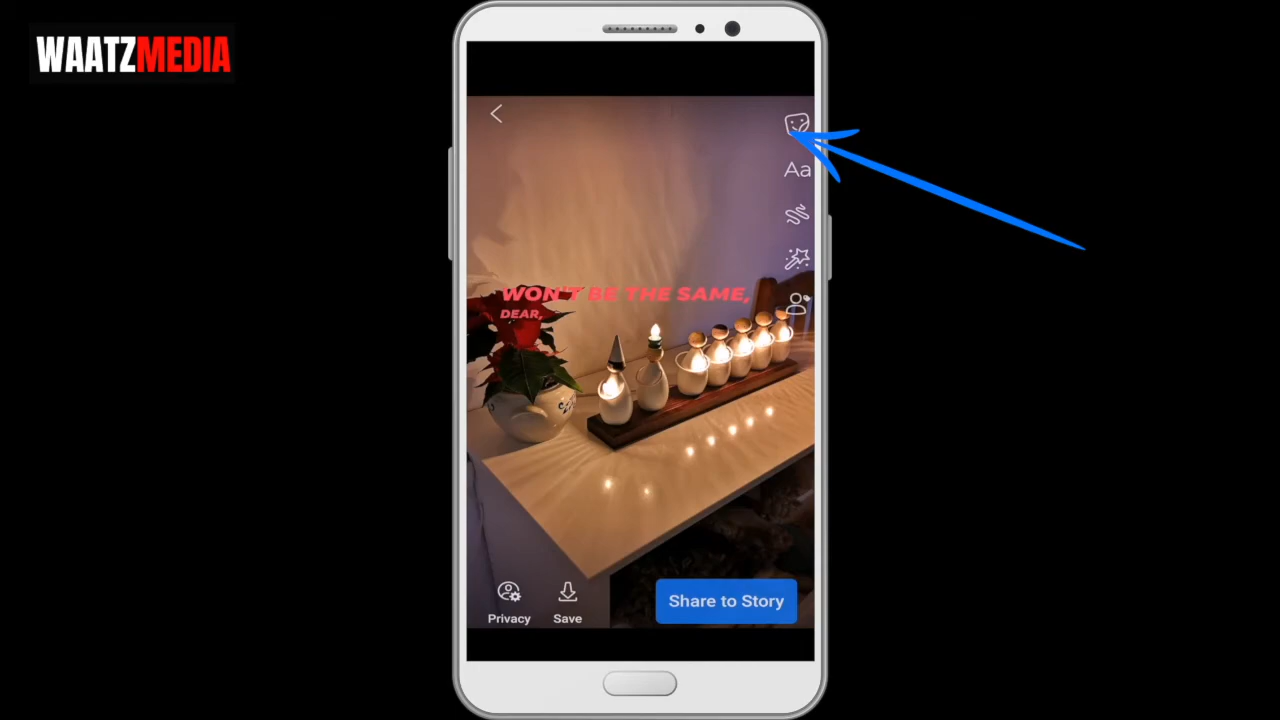 WAATZMEDIA
Aa
WON'T BE THE SAME,
DEAR,
Privacy
Save
Share to Story